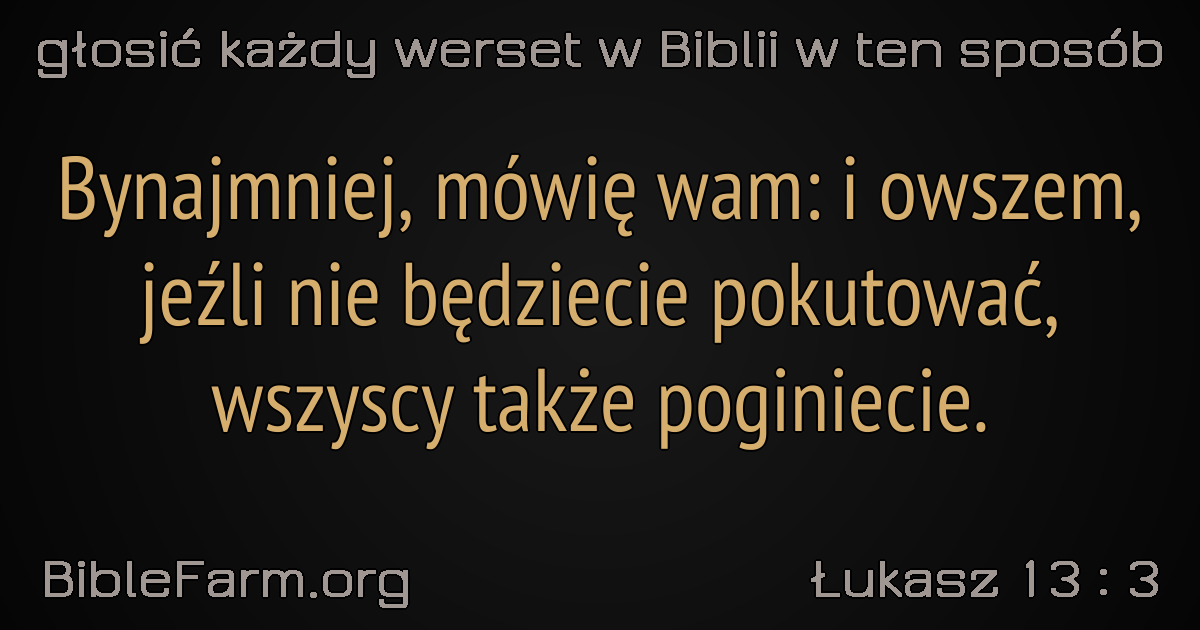 głosić każdy werset w Biblii w ten sposób
Bynajmniej, mówię wam: i owszem,
jeźli nie będziecie pokutować,
wszyscy także poginiecie.
BibleFarm.org
Łukasz 13 : 3